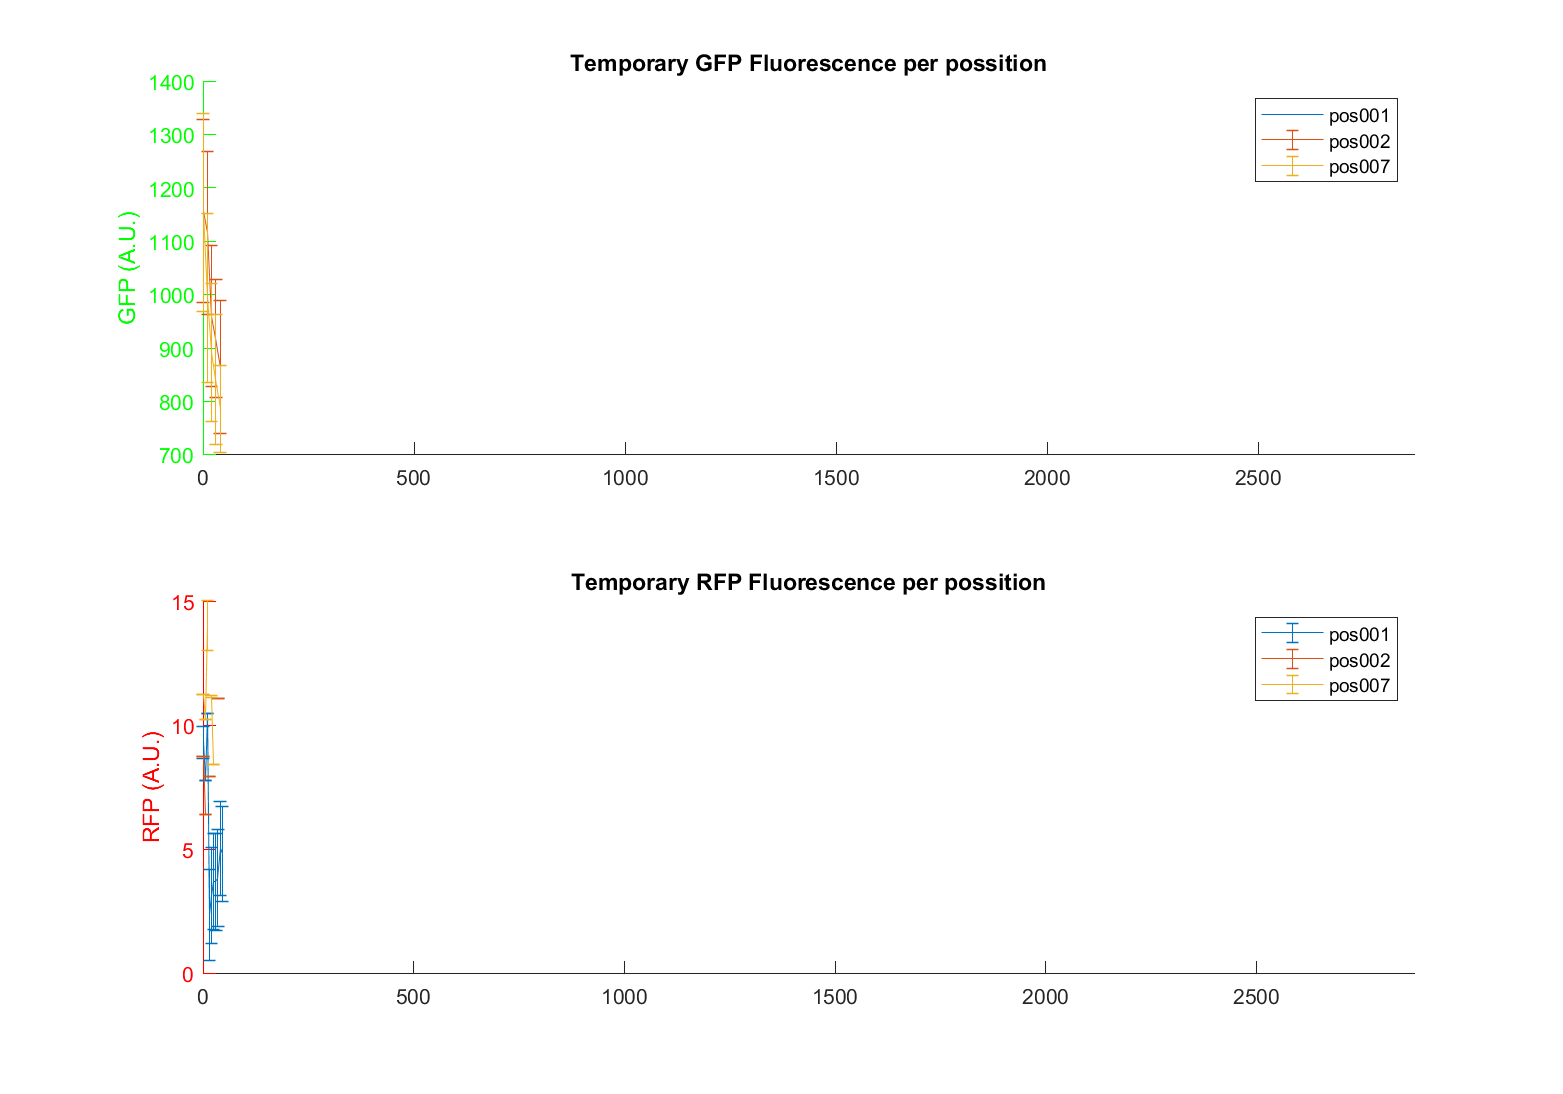 Temporary GFP Fluorescence per possition
1400
1300
1200
1100
1000
900
800
700
GFP (A.U.)
0 500 1000 1500 2000 2500
pos001
pos002
pos007
Temporary RFP Fluorescence per possition
15
10
5
0
RFP (A.U.)
0 500 1000 1500 2000 2500
pos001
pos002
pos007